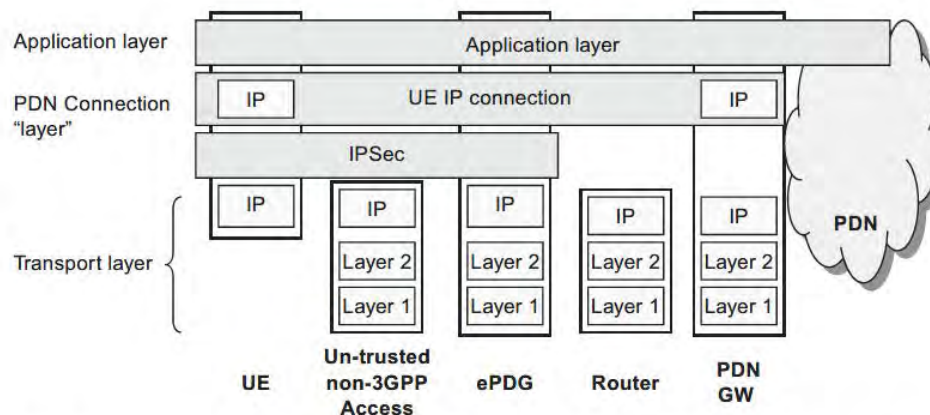 Application layer
Application layer
PDN Connection
"layer"
IP
UE IP connection
IP
IPSec
Transport layer
IP
IP
IP
IP
IP
Layer 2
Layer 2
Layer 2
Layer 2
Layer 1
Layer 1
Layer 1
Layer 1
PDN
UE
Un-trusted
non-3GPP
Access
ePDG
Router
PDN
GW